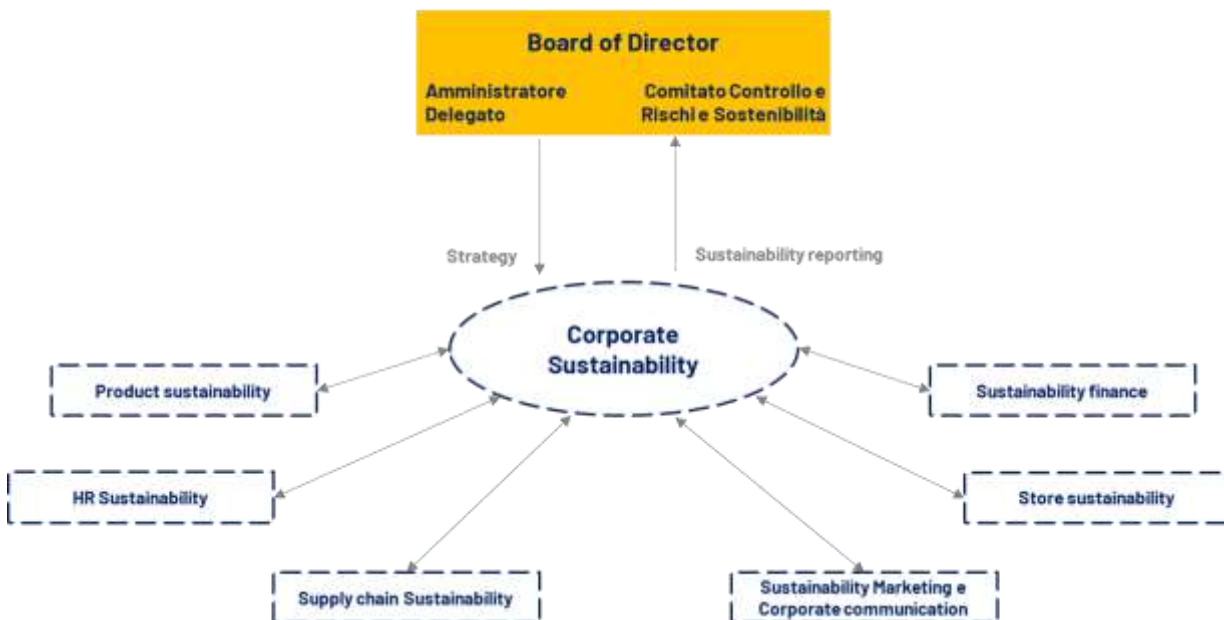 Board of Director
Amministratore
Delegato
Comitato Controllo e
Rischi e Sostenibilità
Strategy
Sustainability reporting
Corporate
Sustainability
Product sustainability
Sustainability finance
HR Sustainability
Store sustainability
Supply chain Sustainability
Sustainability Marketing e
Corporate communication